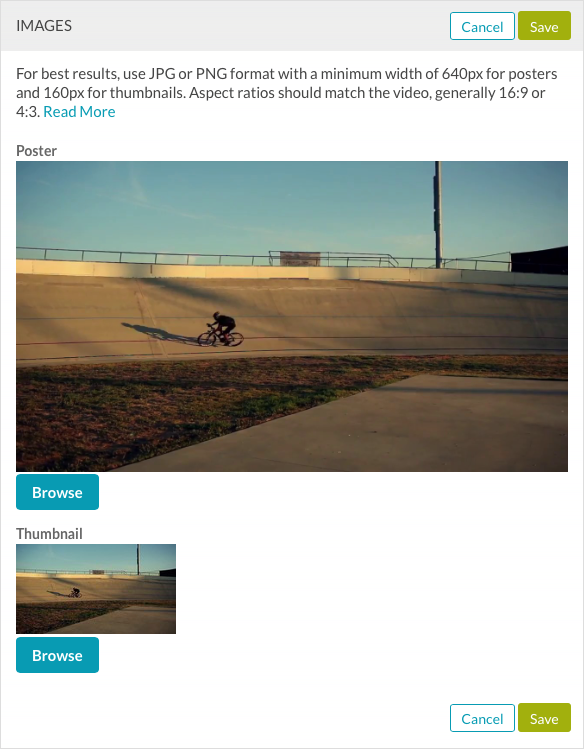 IMAGES
Cancel
Save
For best results, use JPG or PNG format with a minimum width of 640px for posters
and 160px for thumbnails. Aspect ratios should match the video, generally 16:9 or
4:3. Read More
Poster
Browse
Thumbnail
Browse
Cancel
Save